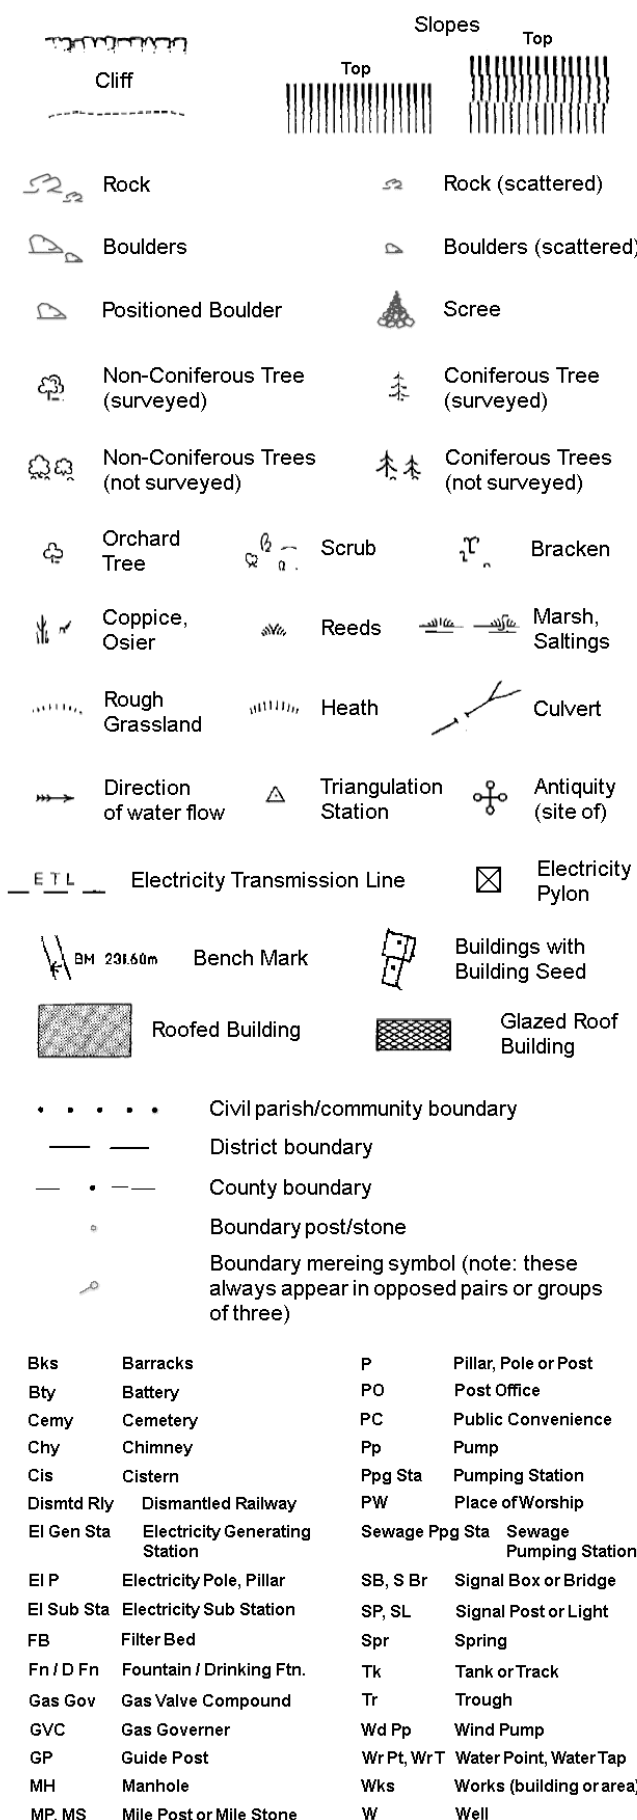 Slopes
Top
Top
Cliff
Rock
Rock (scattered)
Boulders
Boulders (scattered)
Positioned Boulder
Scree
Non-Coniferous Tree
(surveyed)
Coniferous Tree
(surveyed)
Non-Coniferous Trees
(not surveyed)
Coniferous Trees
(not surveyed)
Orchard
Tree
Scrub
Bracken
Coppice,
Osier
Reeds
Marsh,
Saltings
Rough
Grassland
Heath
Culvert
Direction
of water flow
Triangulation
Station
Antiquity
(site of)
E T L
Electricity Transmission Line
Electricity
Pylon
BM 231.60m
Bench Mark
Buildings with
Building Seed
Roofed Building
Glazed Roof
Building
Civil parish/community boundary
District boundary
County boundary
Boundary post/stone
Boundary mereing symbol (note: these
always appear in opposed pairs or groups
of three)
Bks Barracks
P Pillar, Pole or Post
Bty Battery
PO Post Office
Cemy Cemetery
PC Public Convenience
Chy Chimney
Pp Pump
Cis Cistern
Ppg Sta Pumping Station
Dismtd Rly Dismantled Railway
PW Place of Worship
El Gen Sta Electricity Generating
Station
Sewage Ppg Sta Sewage
Pumping Station
El P Electricity Pole, Pillar
SB, S Br Signal Box or Bridge
El Sub Sta Electricity Sub Station
SP, SL Signal Post or Light
FB Filter Bed
Spr Spring
Fn / D Fn Fountain / Drinking Ftn.
Tk Tank or Track
Gas Gov Gas Valve Compound
Tr Trough
GVC Gas Governer
Wd Pp Wind Pump
GP Guide Post
Wr Pt, Wr T Water Point, Water Tap
MH Manhole
Wks Works (building or area)
MP, MS Mile Post or Mile Stone
W Well